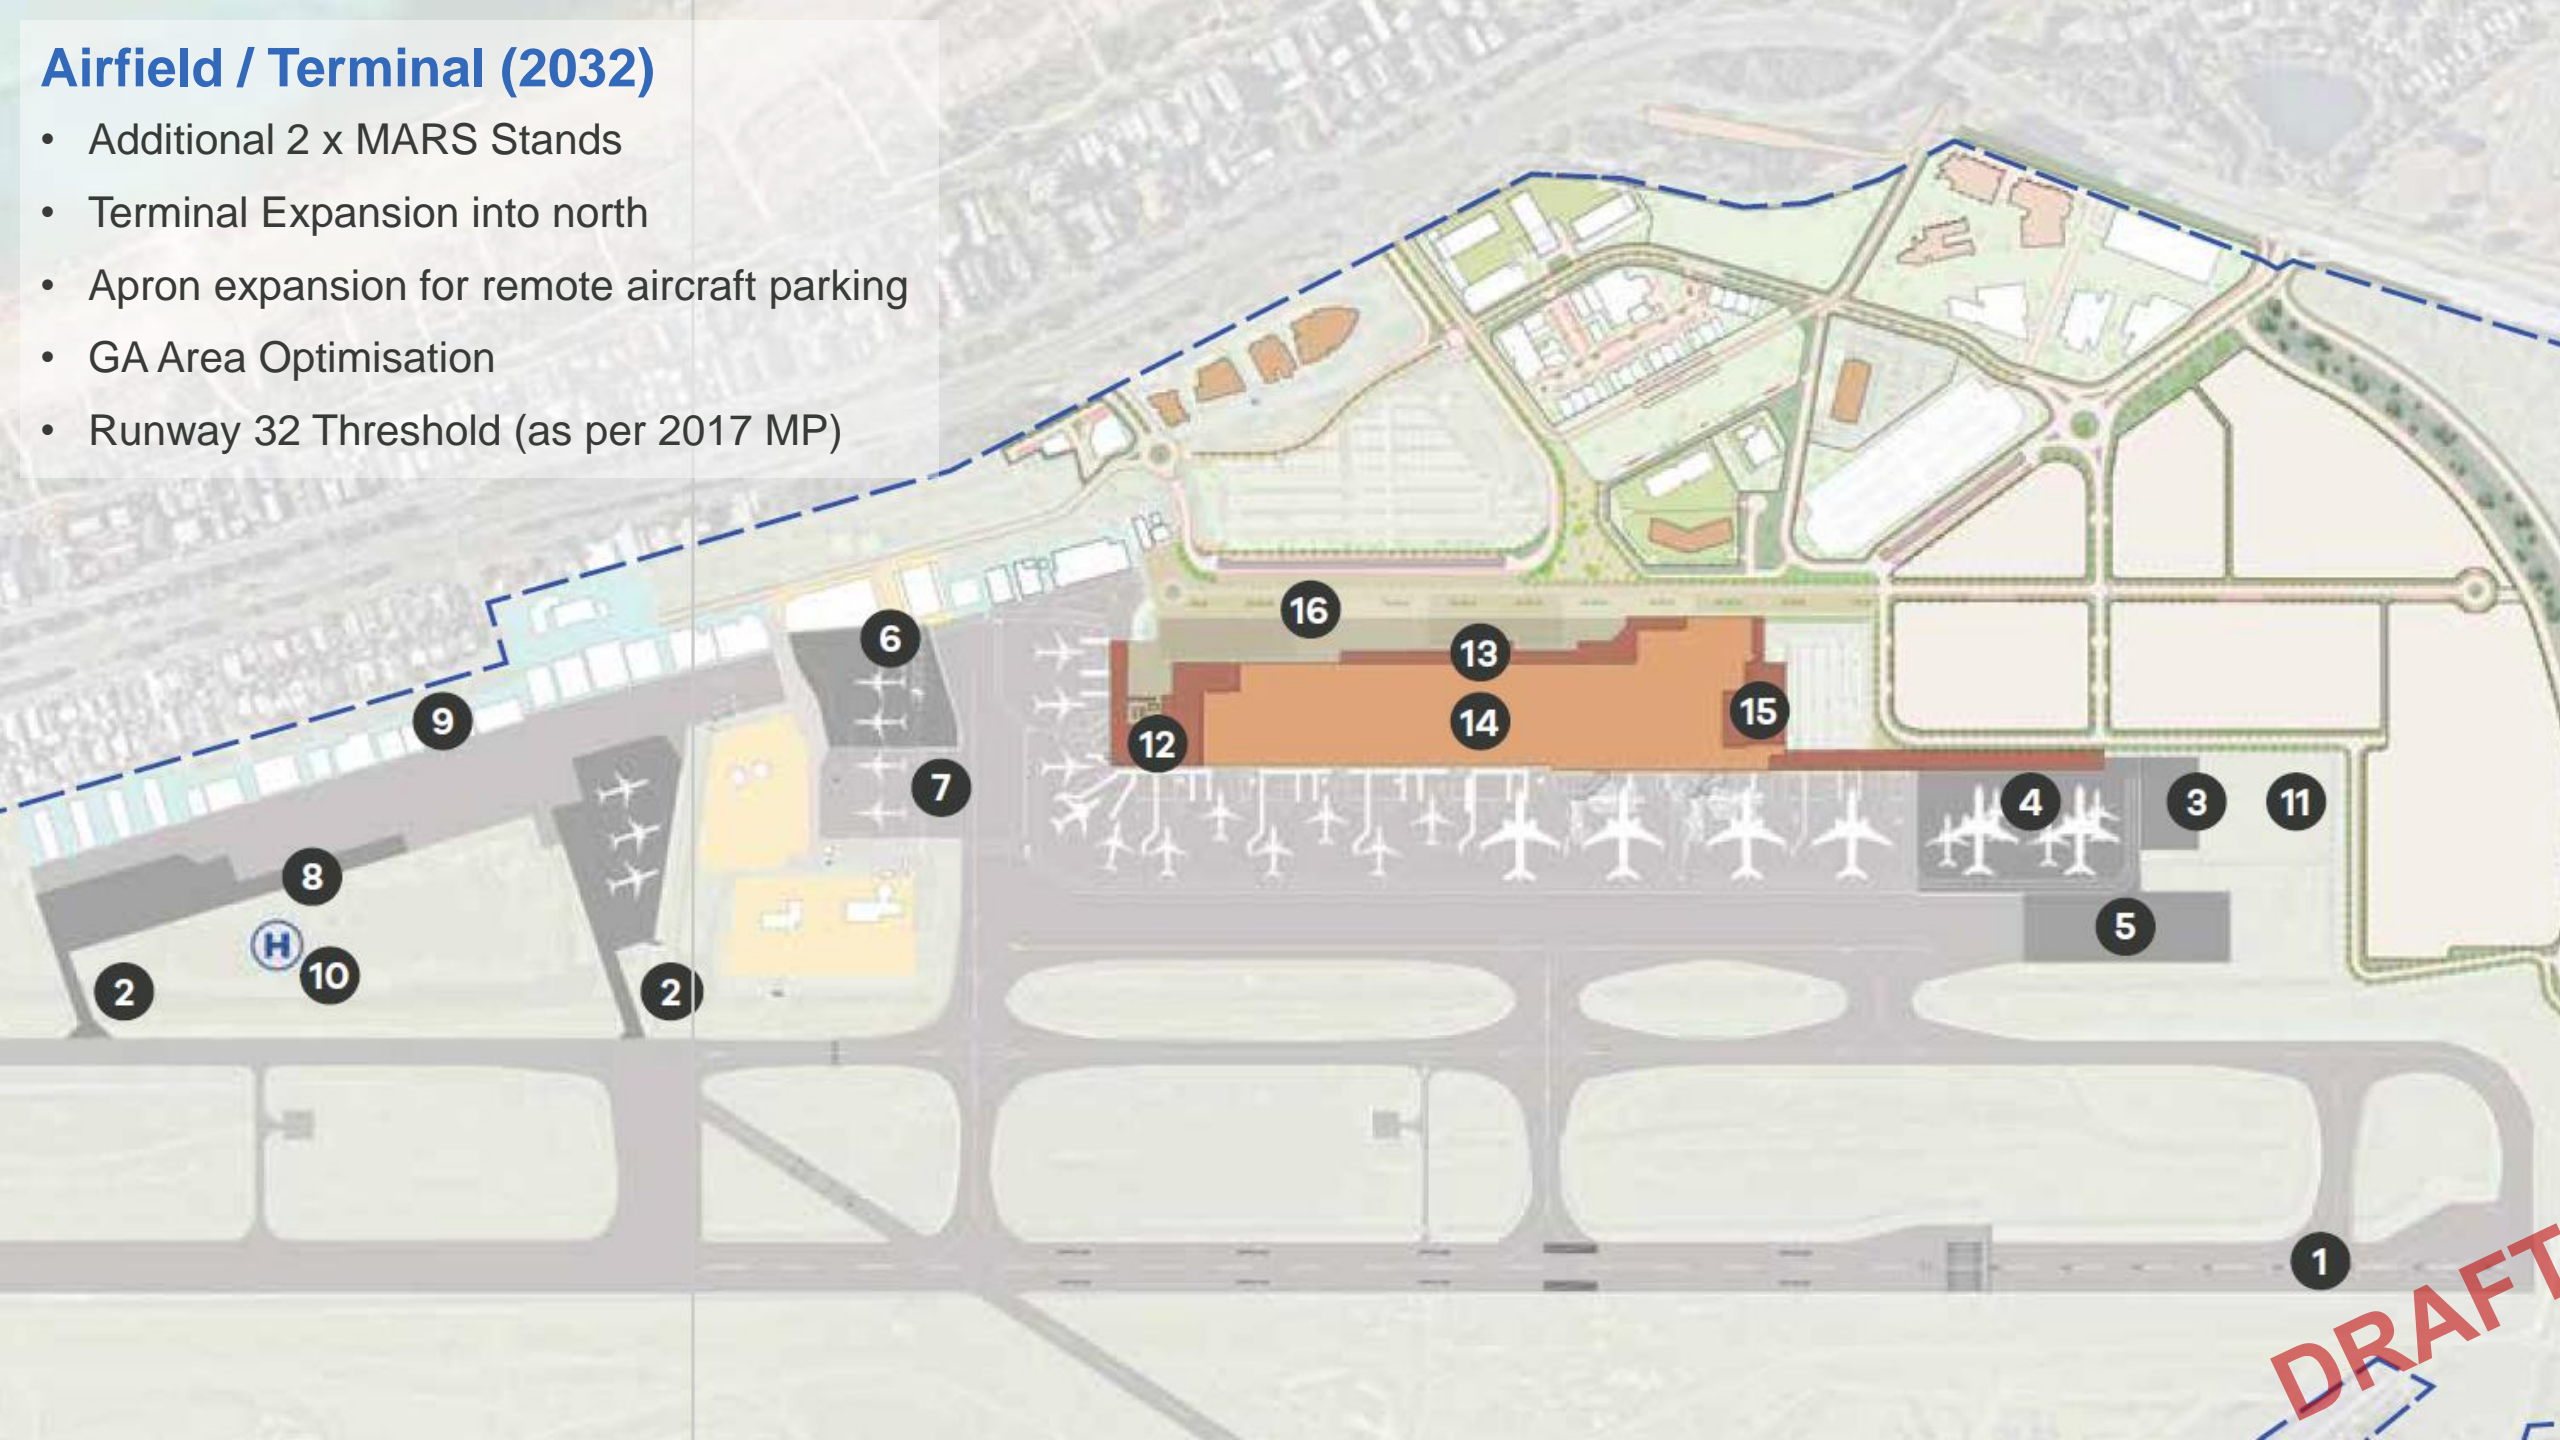 Airfield / Terminal (2032)
• Additional 2 x MARS Stands
• Terminal Expansion into north
• Apron expansion for remote aircraft parking
• GA Area Optimisation
• Runway 32 Threshold (as per 2017 MP)
16
6
13
9
12
14
15
7
4
3
11
8
5
H
10
2
2
1
DRAFT